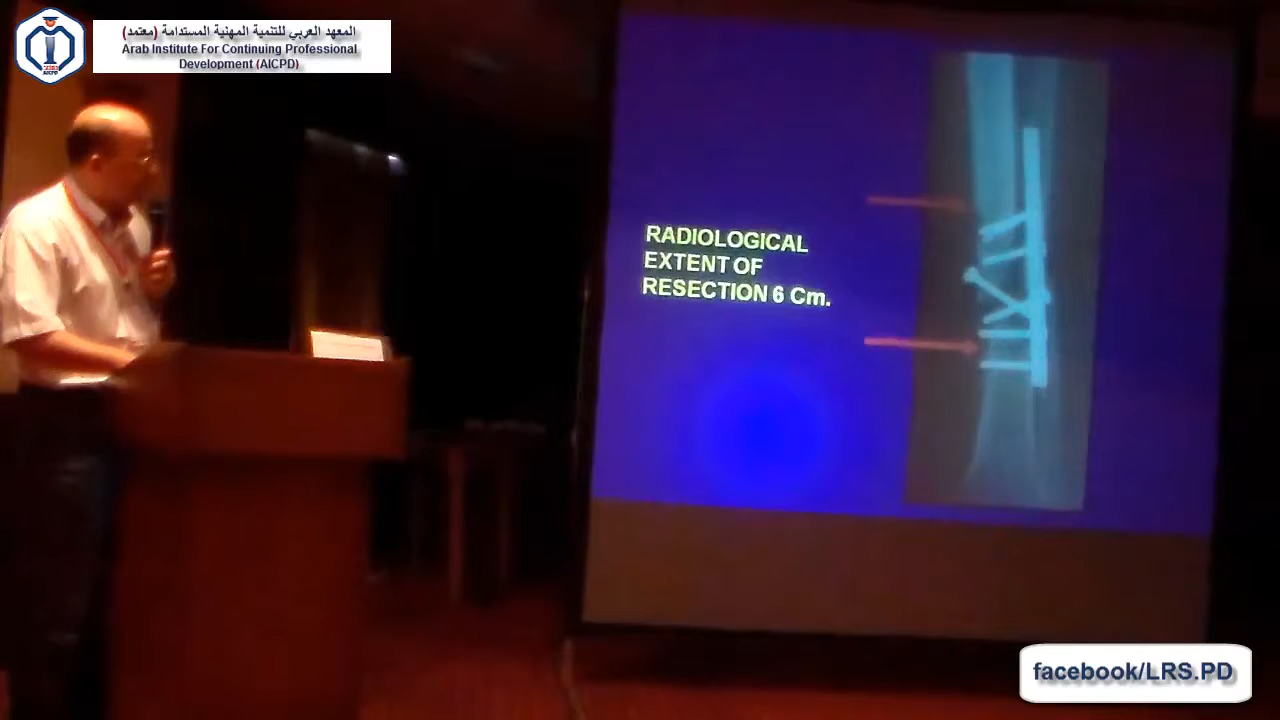 المعهد العربي للتنمية المهنية المستدامة (معتمد)
Arab Institute For Continuing Professional
Development (AICPD)
AICPD
RADIOLOGICAL
EXTENT OF
RESECTION 6 Cm.
facebook/LRS.PD